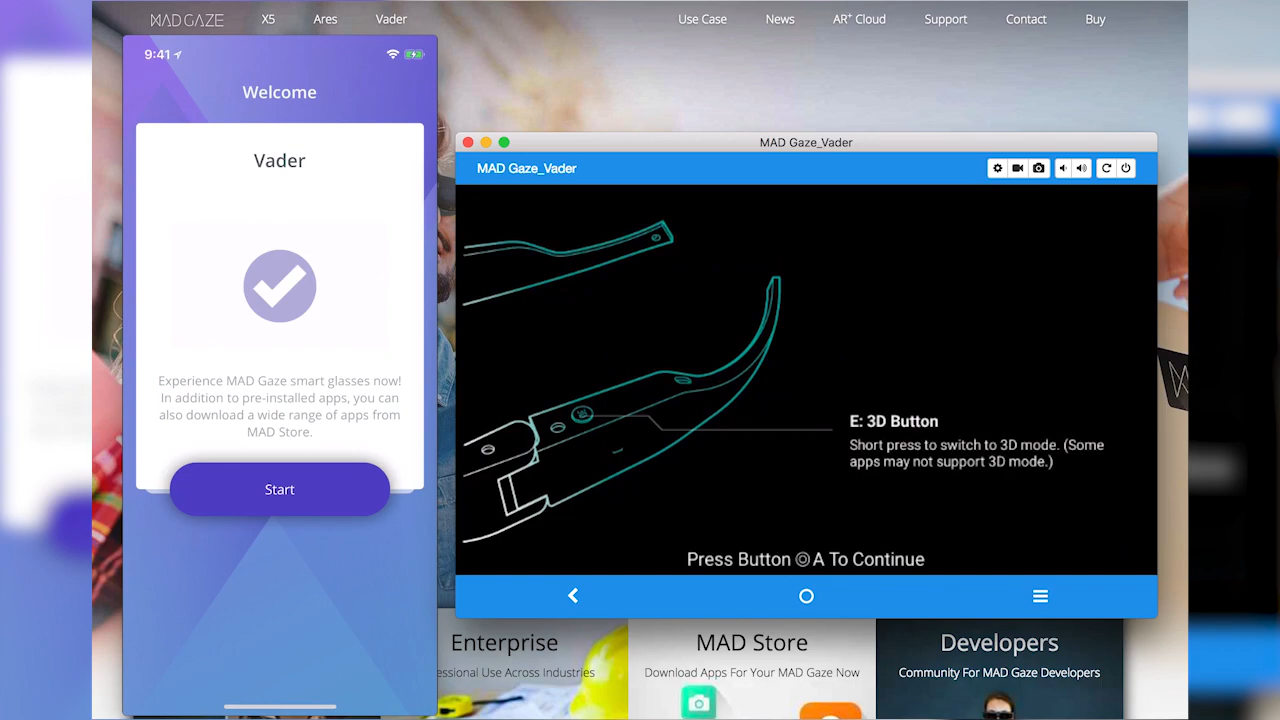 MAD GAZE
X5
Ares
Vader
Use Case
News
AR+ Cloud
Support
Contact
Buy
9:41
Welcome
Vader
Experience MAD Gaze smart glasses now!
In addition to pre-installed apps, you can
also download a wide range of apps from
MAD Store.
Start
MAD Gaze_Vader
MAD Gaze_Vader
E: 3D Button
Short press to switch to 3D mode. (Some
apps may not support 3D mode.)
Press Button A To Continue
Enterprise
Use Across Industries
MAD Store
Download Apps For Your MAD Gaze Now
Developers
Community For MAD Gaze Developers